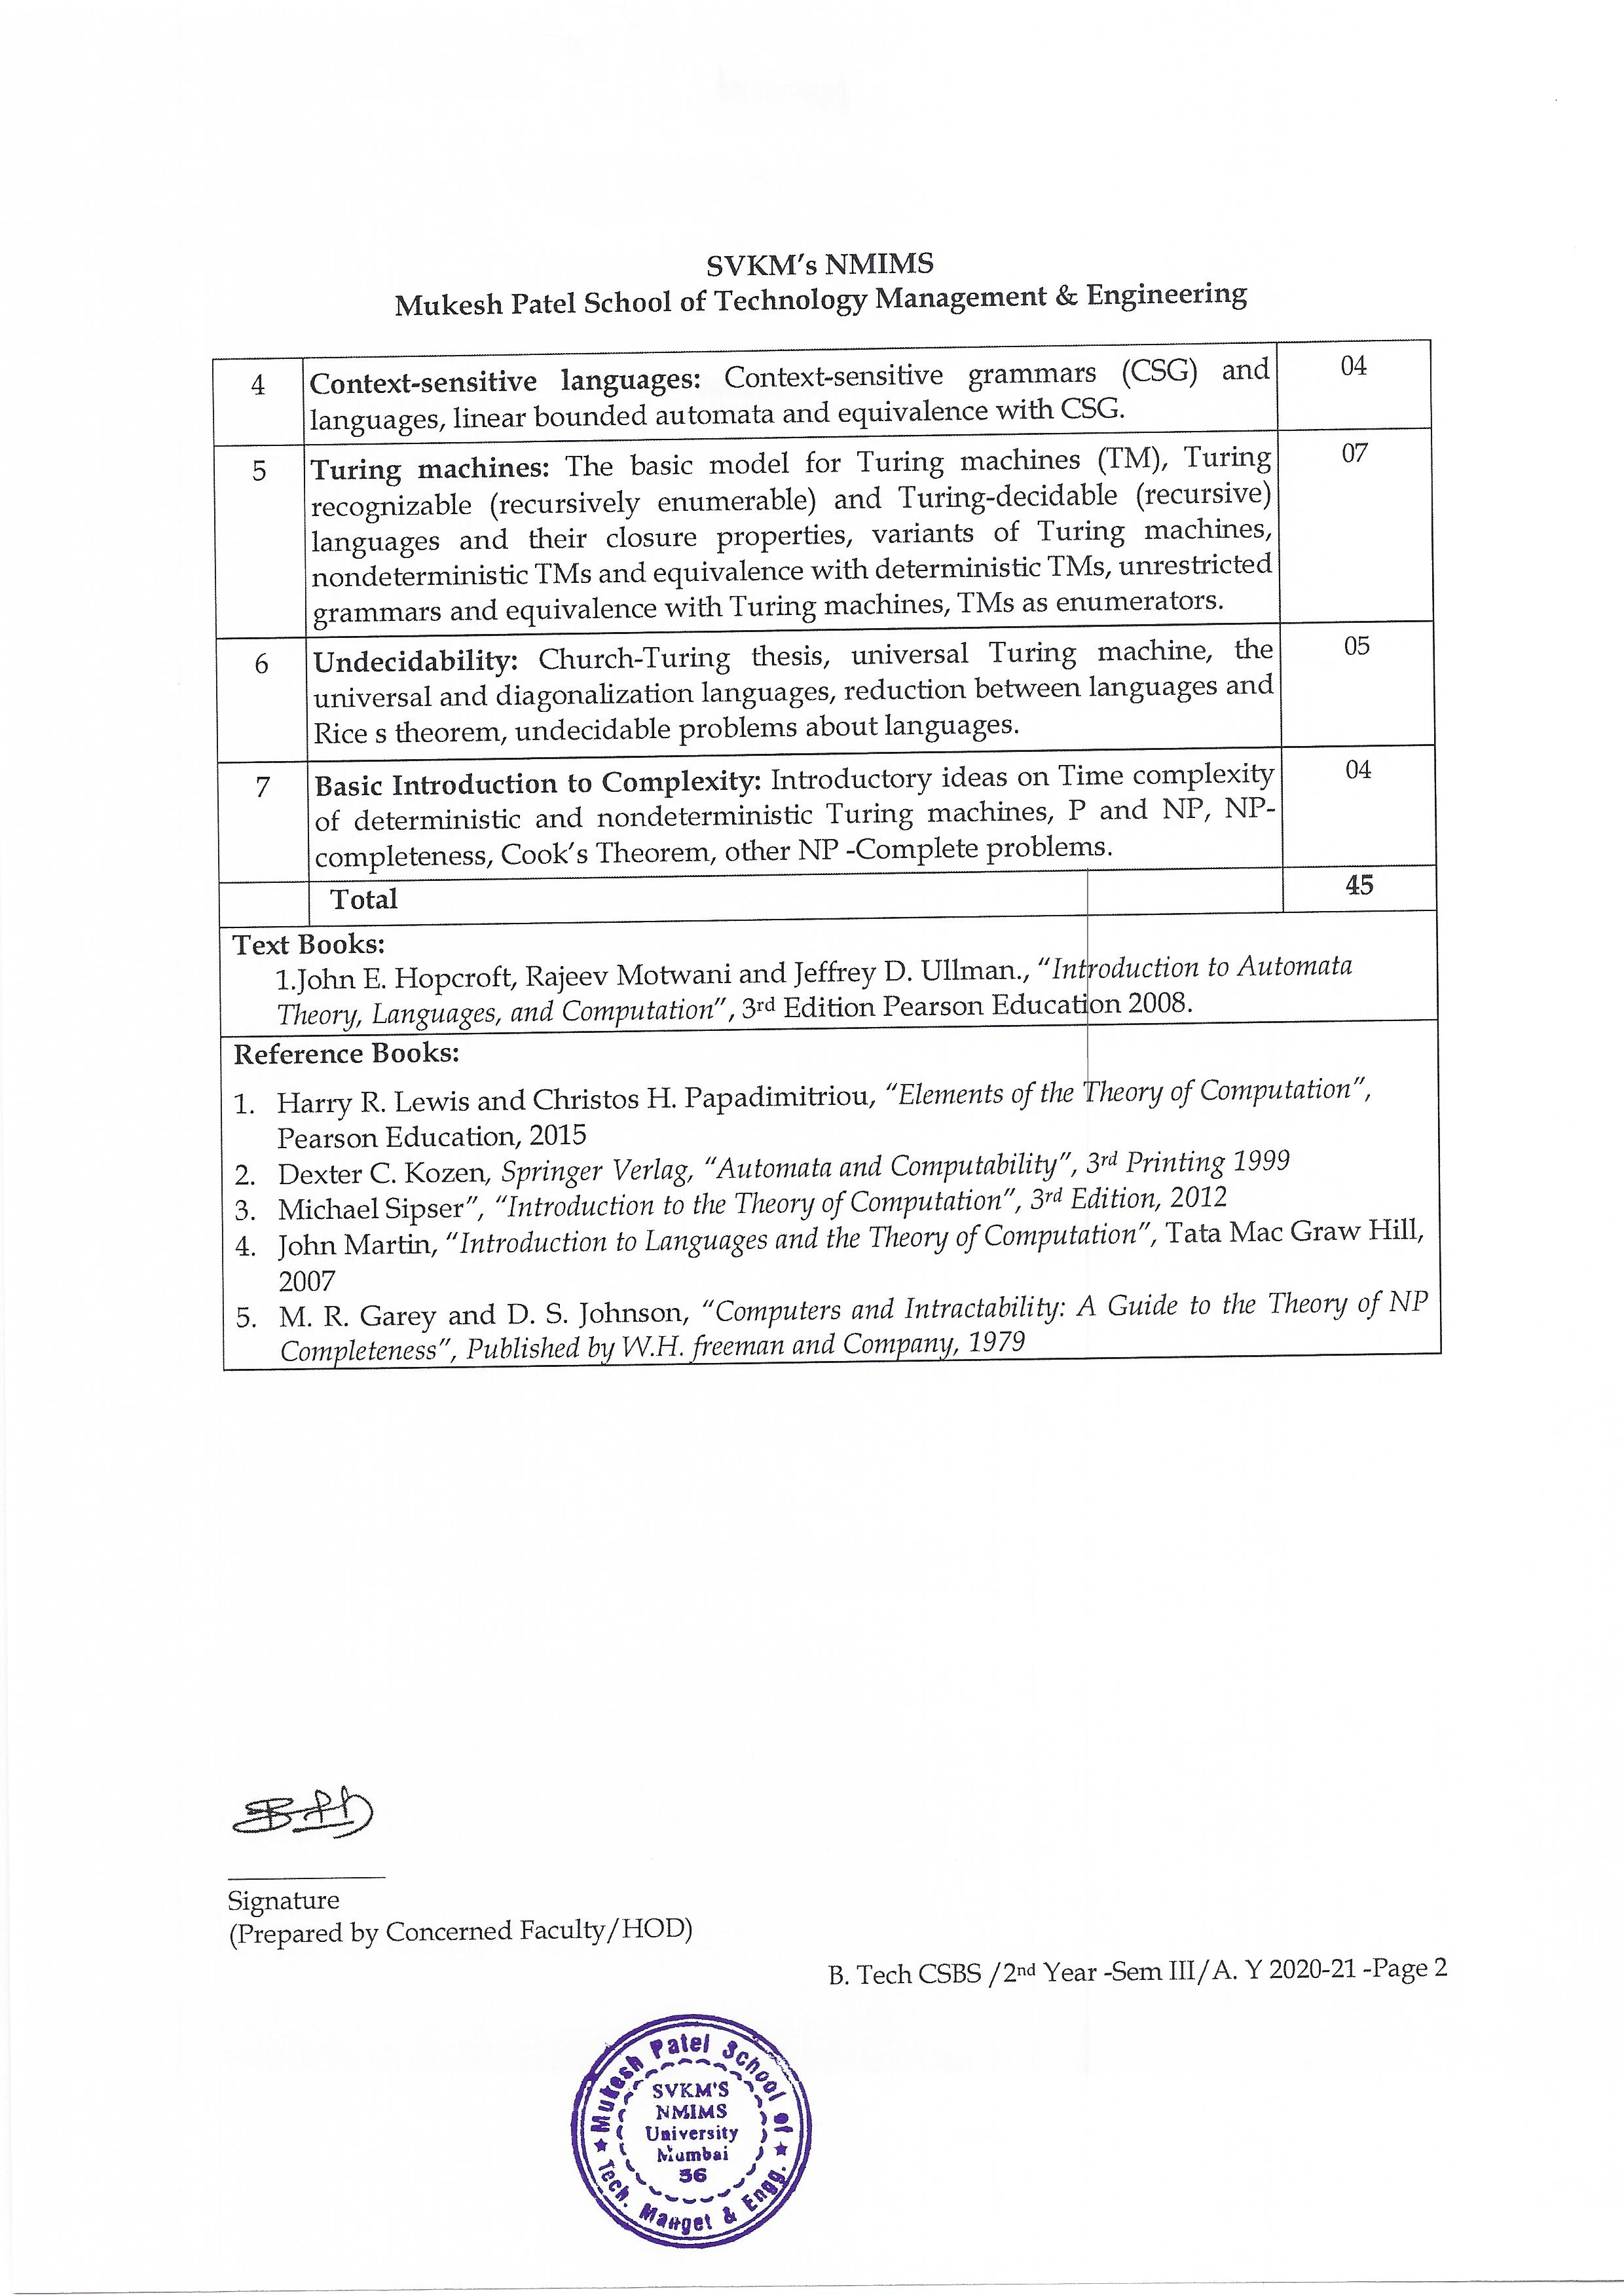 SVKM's NMIMS
Mukesh Patel School of Technology Management & Engineering
4 Context-sensitive languages: Context-sensitive grammars (CSG) and 04
languages, linear bounded automata and equivalence with CSG.
5 Turing machines: The basic model for Turing machines (TM), Turing 07
recognizable (recursively enumerable) and Turing-decidable (recursive)
languages and their closure properties, variants of Turing machines,
nondeterministic TMs and equivalence with deterministic TMs, unrestricted
grammars and equivalence with Turing machines, TMs as enumerators.
6 Undecidability: Church-Turing thesis, universal Turing machine, the 05
universal and diagonalization languages, reduction between languages and
Rice s theorem, undecidable problems about languages.
7 Basic Introduction to Complexity: Introductory ideas on Time complexity 04
of deterministic and nondeterministic Turing machines, P and NP, NP-
completeness, Cook's Theorem, other NP -Complete problems.
Total 45
Text Books:
1.John E. Hopcroft, Rajeev Motwani and Jeffrey D. Ullman., "Introduction to Automata
Theory, Languages, and Computation", 3rd Edition Pearson Education 2008.
Reference Books:
1. Harry R. Lewis and Christos H. Papadimitriou, "Elements of the Theory of Computation",
Pearson Education, 2015
2. Dexter C. Kozen, Springer Verlag, "Automata and Computability", 3rd Printing 1999
3. Michael Sipser", "Introduction to the Theory of Computation", 3rd Edition, 2012
4. John Martin, "Introduction to Languages and the Theory of Computation", Tata Mac Graw Hill,
2007
5. M. R. Garey and D. S. Johnson, "Computers and Intractability: A Guide to the Theory of NP
Completeness", Published by W.H. freeman and Company, 1979
Signature
(Prepared by Concerned Faculty/HOD)
B. Tech CSBS /2nd Year -Sem III/A. Y 2020-21 -Page 2
Mukesh Patel School of
Tech. Manget & Engg.
SVKM'S
NMIMS
University
Mumbai
56